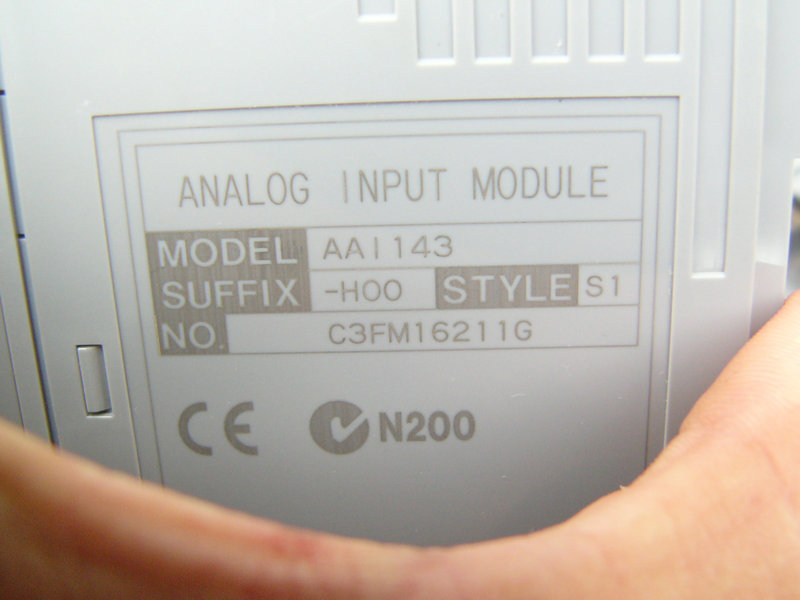 ANALOG INPUT MODULE
MODEL AAI143
SUFFIX -H00 STYLE S1
NO. C3FM16211G
CE N200